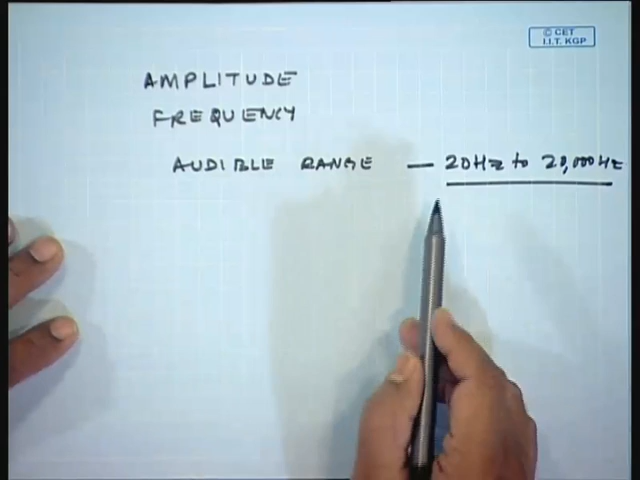 © CET
I.I.T. KGP
AMPLITUDE
FREQUENCY
AUDIBLE RANGE — 20Hz to 20,000Hz